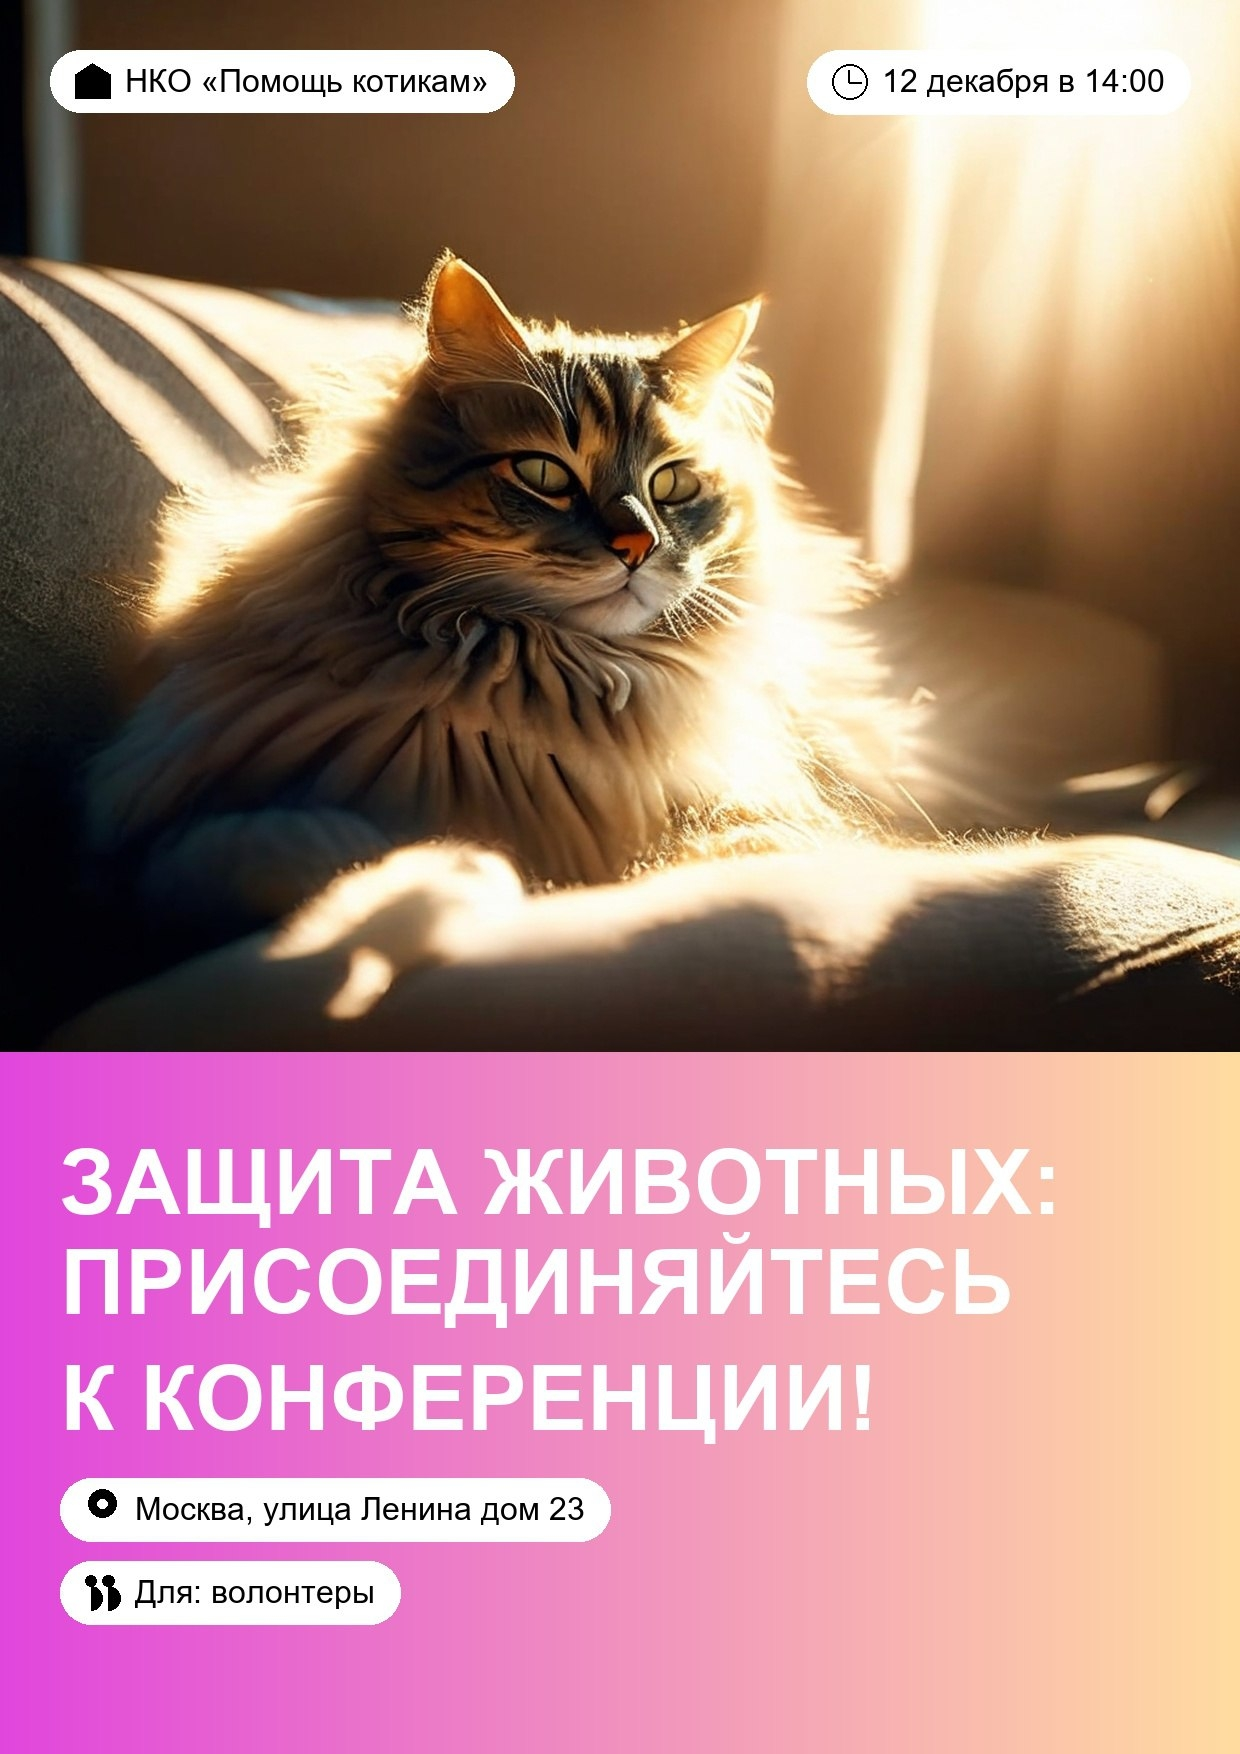 НКО «Помощь котикам»
12 декабря в 14:00
ЗАЩИТА ЖИВОТНЫХ:
ПРИСОЕДИНЯЙТЕСЬ
К КОНФЕРЕНЦИИ!
Москва, улица Ленина дом 23
Для: волонтеры